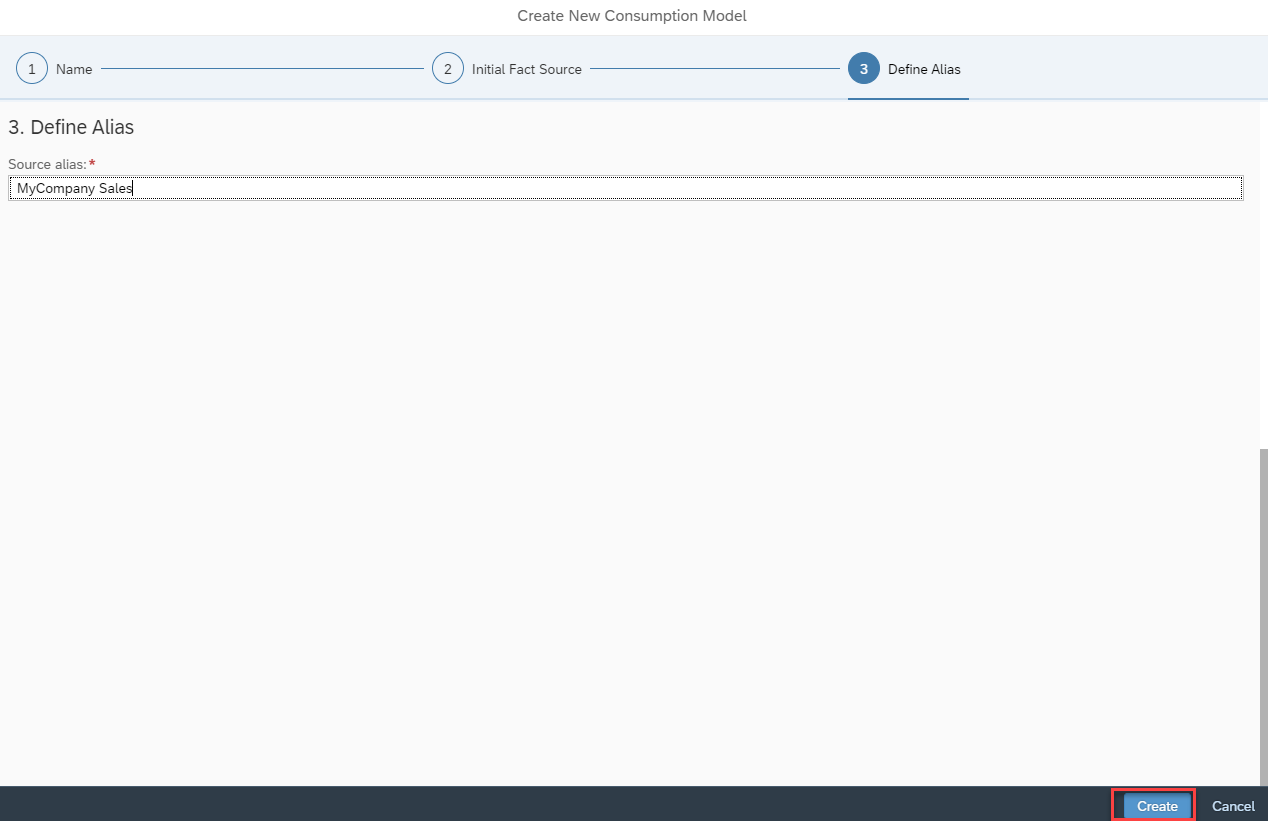 Create New Consumption Model
1 Name 2 Initial Fact Source 3 Define Alias
3. Define Alias
Source alias:*
MyCompany Sales
Create Cancel